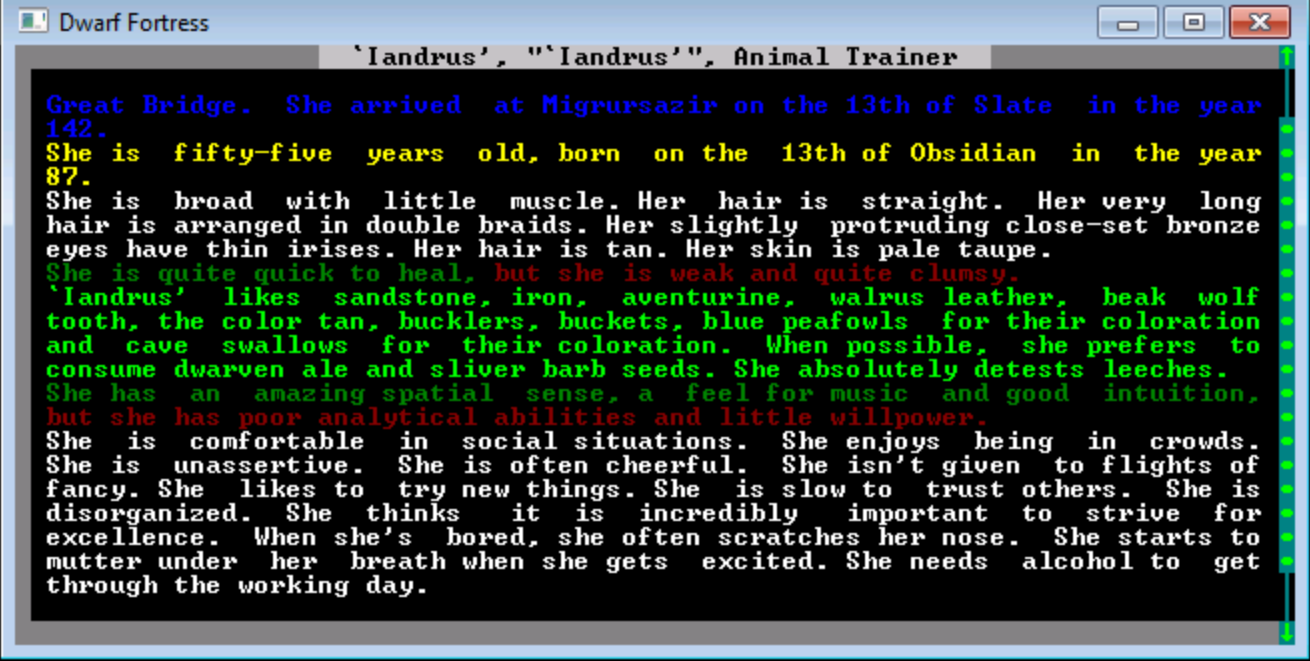 Dwarf Fortress
`Iandrus', "`Iandrus'", Animal Trainer
Great Bridge. She arrived at Migrursazir on the 13th of Slate in the year
142.
She is fifty-five years old, born on the 13th of Obsidian in the year
87.
She is broad with little muscle. Her hair is straight. Her very long
hair is arranged in double braids. Her slightly protruding close-set bronze
eyes have thin irises. Her hair is tan. Her skin is pale taupe.
She is quite quick to heal, but she is weak and quite clumsy.
`Iandrus' likes sandstone, iron, aventurine, walrus leather, beak wolf
tooth, the color tan, bucklers, buckets, blue peafowls for their coloration
and cave swallows for their coloration. When possible, she prefers to
consume dwarven ale and sliver barb seeds. She absolutely detests leeches.
She has an amazing spatial sense, a feel for music and good intuition,
but she has poor analytical abilities and little willpower.
She is comfortable in social situations. She enjoys being in crowds.
She is unassertive. She is often cheerful. She isn't given to flights of
fancy. She likes to try new things. She is slow to trust others. She is
disorganized. She thinks it is incredibly important to strive for
excellence. When she's bored, she often scratches her nose. She starts to
mutter under her breath when she gets excited. She needs alcohol to get
through the working day.